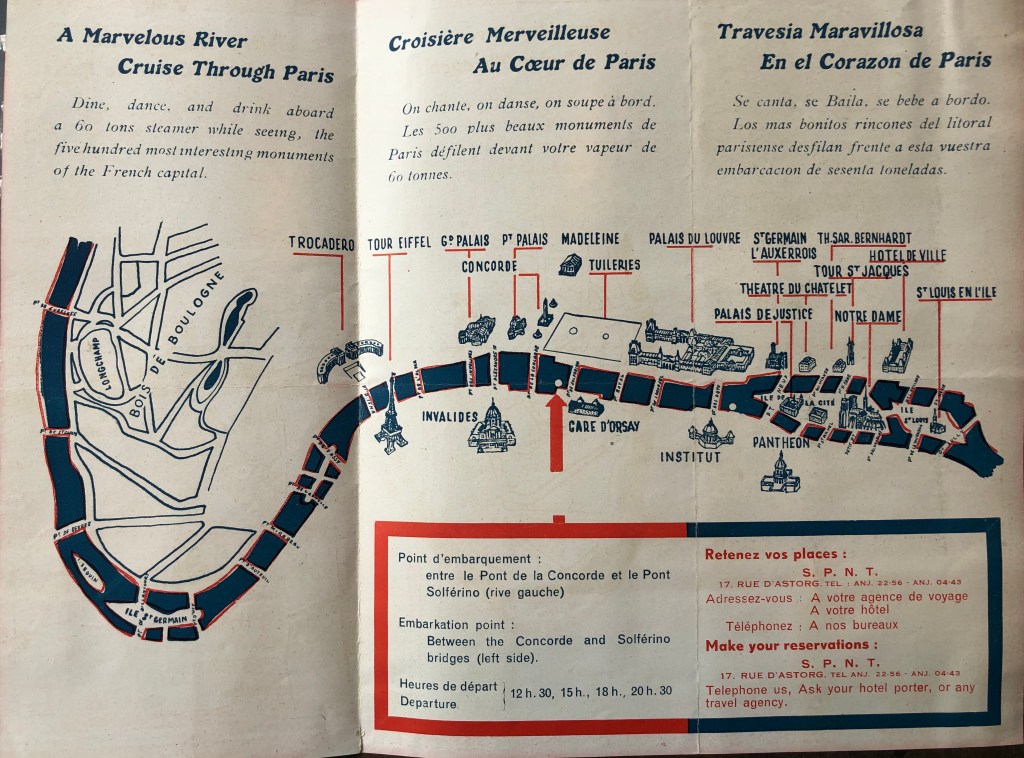 A Marvelous River
Cruise Through Paris
Dine, dance, and drink aboard
a 60 tons steamer while seeing, the
five hundred most interesting monuments
of the French capital.
Croisière Merveilleuse
Au Cœur de Paris
On chante, on danse, on soupe à bord.
Les 500 plus beaux monuments de
Paris défilent devant votre vapeur de
60 tonnes.
Travesia Maravillosa
En el Corazon de Paris
Se canta, se Baila, se bebe a bordo.
Los mas bonitos rincones del litoral
parisiense desfilan frente a esta vuestra
embarcacion de sesenta toneladas.
TROCADERO
TOUR EIFFEL
GD PALAIS
PT PALAIS
MADELEINE
CONCORDE
TUILERIES
PALAIS DU LOUVRE
ST GERMAIN
L'AUXERROIS
TH. SAR. BERNHARDT
HOTEL DE VILLE
TOUR ST JACQUES
THEATRE DU CHATELET
ST LOUIS EN L'ILE
PALAIS DE JUSTICE
NOTRE DAME
BOIS DE BOULOGNE
LONGCHAMP
INVALIDES
GARE D'ORSAY
INSTITUT
PANTHEON
ILE DE LA CITÉ
ILE
ST LOUIS
ILE ST GERMAIN
Point d'embarquement :
entre le Pont de la Concorde et le Pont
Solférino (rive gauche)
Embarkation point :
Between the Concorde and Solférino
bridges (left side).
Heures de départ
Departure
12 h. 30, 15 h., 18 h., 20 h. 30
Retenez vos places :
S. P. N. T.
17. RUE D'ASTORG. TEL. : ANJ. 22-56 - ANJ. 04-43
Adressez-vous : A votre agence de voyage
A votre hôtel
Téléphonez : A nos bureaux
Make your reservations :
S. P. N. T.
17. RUE D'ASTORG. TEL ANJ. 22-56 - ANJ. 04-43
Telephone us, Ask your hotel porter, or any
travel agency.